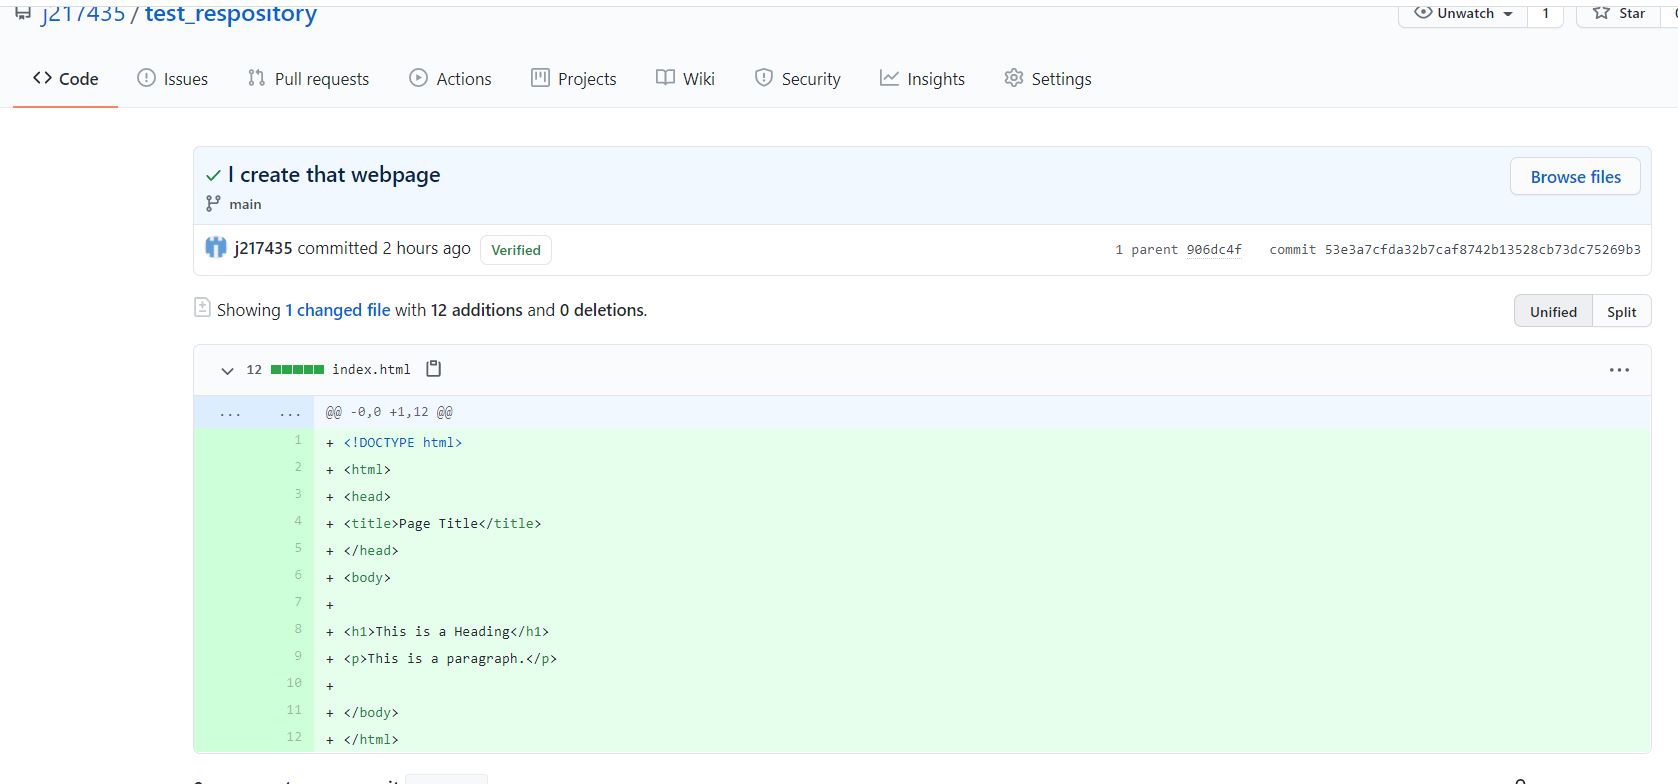 j217435 / test_respository
Unwatch 1 Star
Code Issues Pull requests Actions Projects Wiki Security Insights Settings
I create that webpage
Browse files
main
j217435 committed 2 hours ago Verified 1 parent 906dc4f commit 53e3a7cfda32b7caf8742b13528cb73dc75269b3
Showing 1 changed file with 12 additions and 0 deletions. Unified Split
12 index.html ...
... ... @@ -0,0 +1,12 @@
1 + <!DOCTYPE html>
2 + <html>
3 + <head>
4 + <title>Page Title</title>
5 + </head>
6 + <body>
7 +
8 + <h1>This is a Heading</h1>
9 + <p>This is a paragraph.</p>
10 +
11 + </body>
12 + </html>